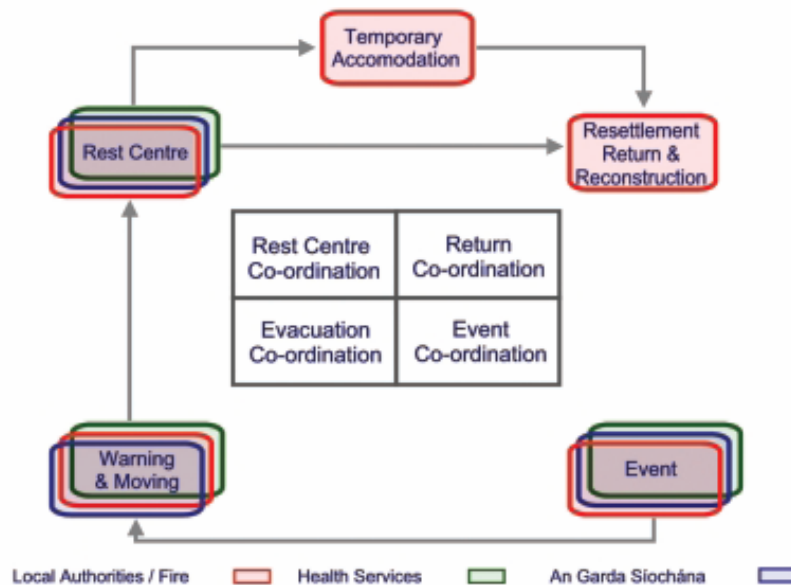 Temporary
Accomodation
Rest Centre
Resettlement
Return &
Reconstruction
Rest Centre
Co-ordination
Return
Co-ordination
Evacuation
Co-ordination
Event
Co-ordination
Warning
& Moving
Event
Local Authorities / Fire
Health Services
An Garda Síochána